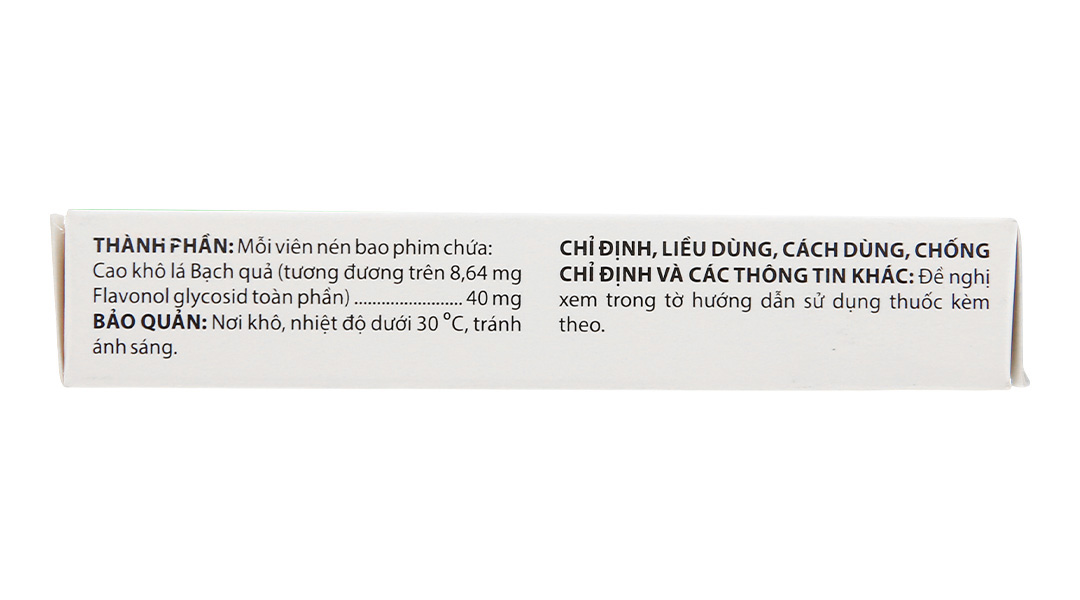 THÀNH PHẦN: Mỗi viên nén bao phim chứa:
Cao khô lá Bạch quả (tương đương trên 8,64 mg
Flavonol glycosid toàn phần) ........................ 40 mg
BẢO QUẢN: Nơi khô, nhiệt độ dưới 30 °C, tránh
ánh sáng.
CHỈ ĐỊNH, LIỀU DÙNG, CÁCH DÙNG, CHỐNG
CHỈ ĐỊNH VÀ CÁC THÔNG TIN KHÁC: Đề nghị
xem trong tờ hướng dẫn sử dụng thuốc kèm
theo.